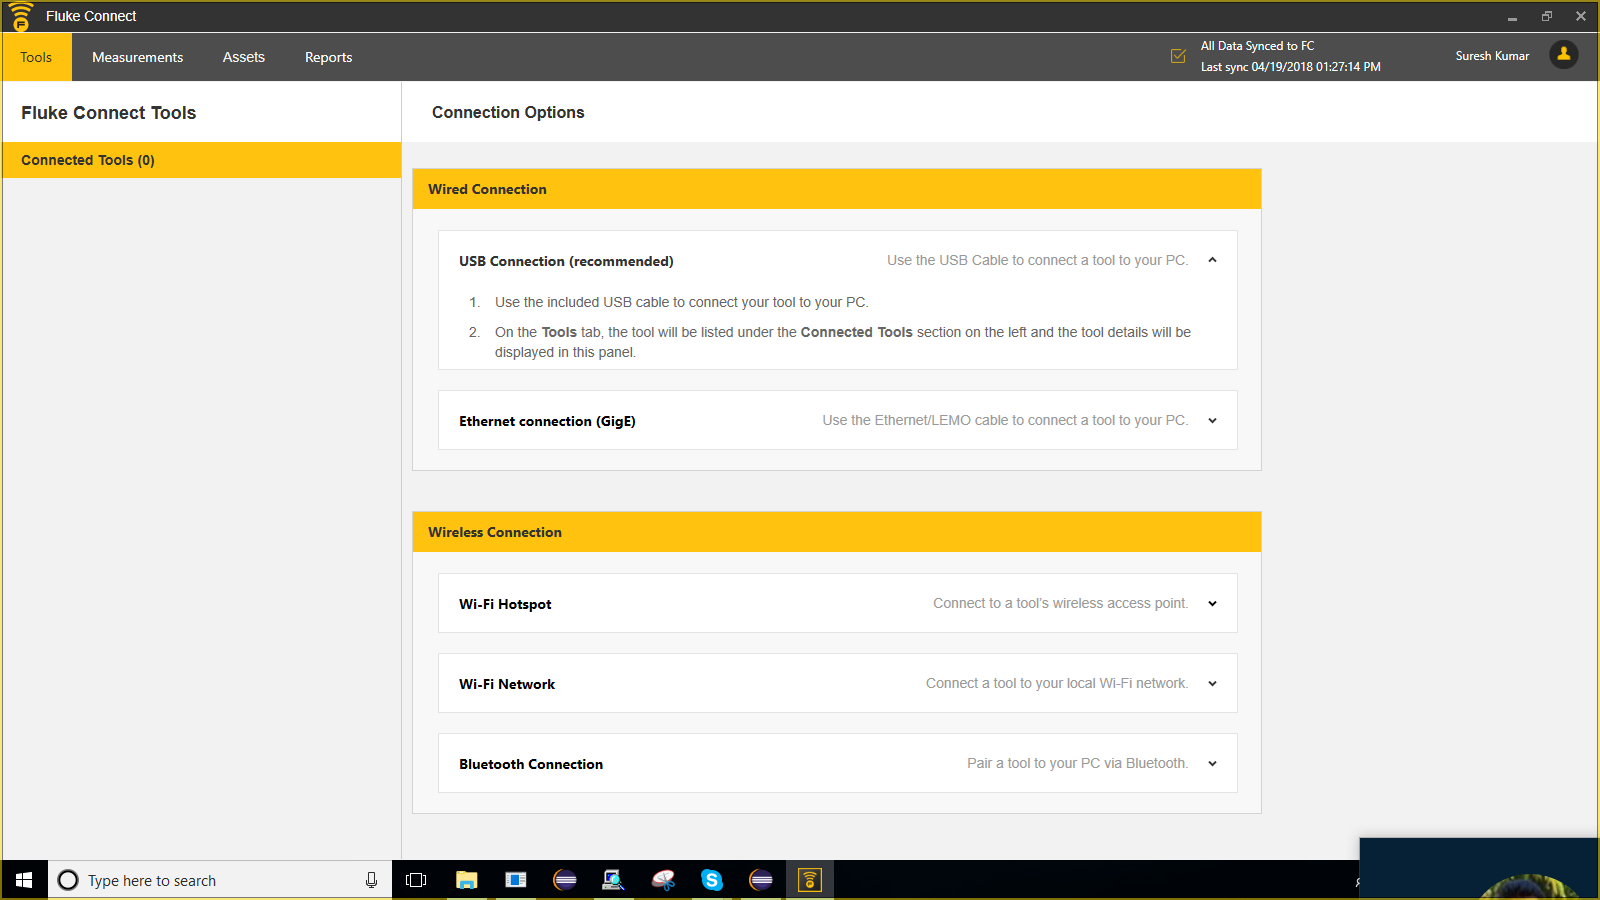 Fluke Connect
Tools
Measurements
Assets
Reports
All Data Synced to FC
Last sync 04/19/2018 01:27:14 PM
Suresh Kumar
Fluke Connect Tools
Connected Tools (0)
Connection Options
Wired Connection
USB Connection (recommended)
Use the USB Cable to connect a tool to your PC.
1. Use the included USB cable to connect your tool to your PC.
2. On the Tools tab, the tool will be listed under the Connected Tools section on the left and the tool details will be
displayed in this panel.
Ethernet connection (GigE)
Use the Ethernet/LEMO cable to connect a tool to your PC.
Wireless Connection
Wi-Fi Hotspot
Connect to a tool's wireless access point.
Wi-Fi Network
Connect a tool to your local Wi-Fi network.
Bluetooth Connection
Pair a tool to your PC via Bluetooth.
Type here to search